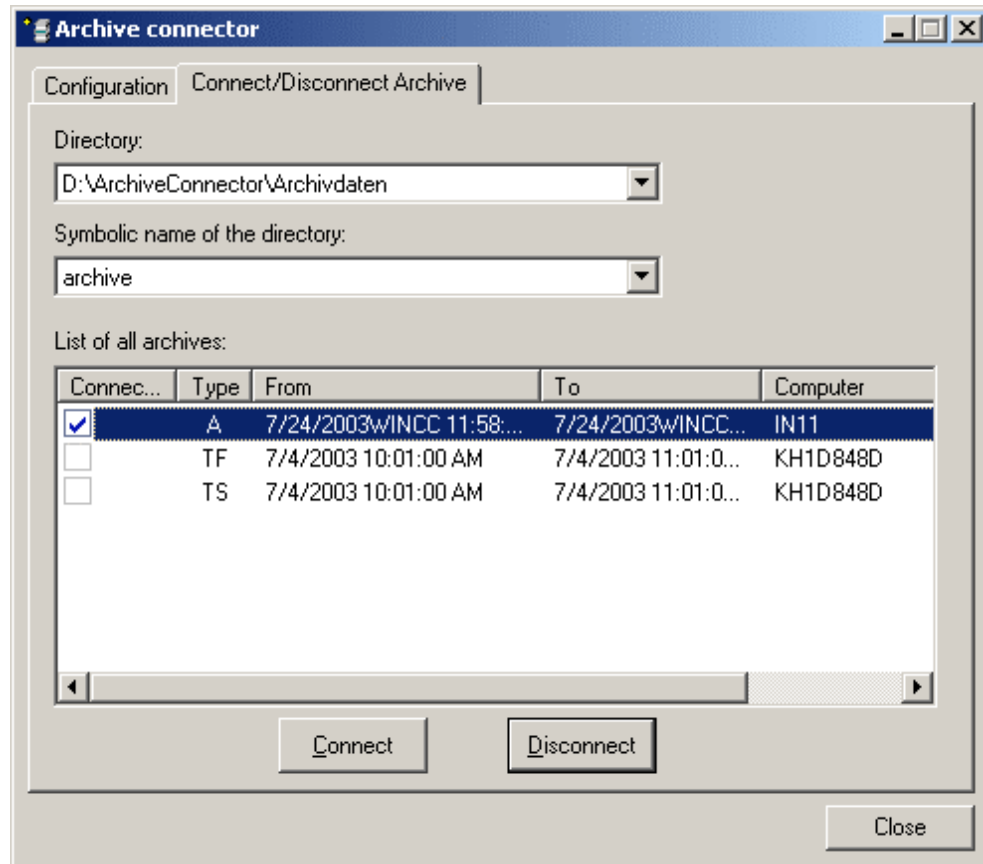 Archive connector
Configuration Connect/Disconnect Archive
Directory:
D:\ArchiveConnector\Archivdaten
Symbolic name of the directory:
archive
List of all archives:
Connec... Type From To Computer
A 7/24/2003WINCC 11:58:... 7/24/2003WINCC... IN11
TF 7/4/2003 10:01:00 AM 7/4/2003 11:01:0... KH1D848D
TS 7/4/2003 10:01:00 AM 7/4/2003 11:01:0... KH1D848D
Connect Disconnect
Close